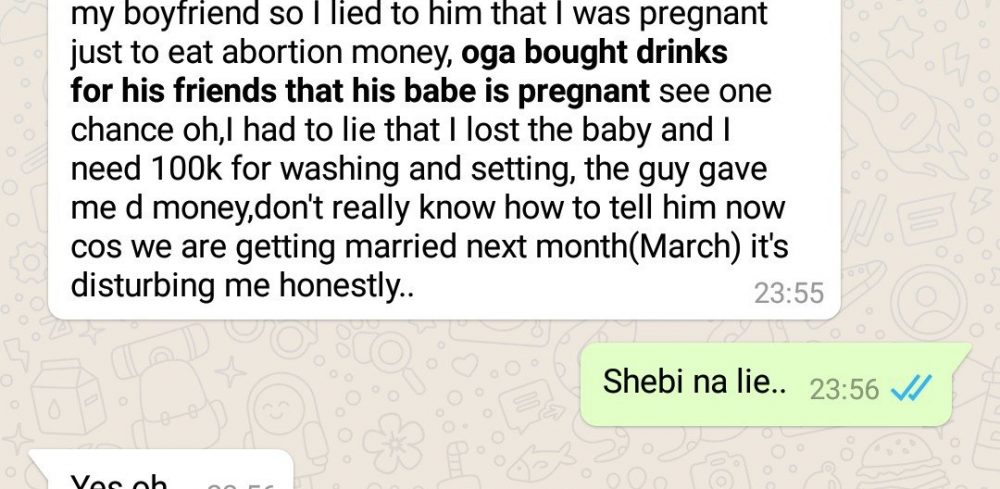 my boyfriend so I lied to him that I was pregnant
just to eat abortion money, oga bought drinks
for his friends that his babe is pregnant see one
chance oh,I had to lie that I lost the baby and I
need 100k for washing and setting, the guy gave
me d money,don't really know how to tell him now
cos we are getting married next month(March) it's
disturbing me honestly..
23:55
Shebi na lie.. 23:56
Yes oh 23:56